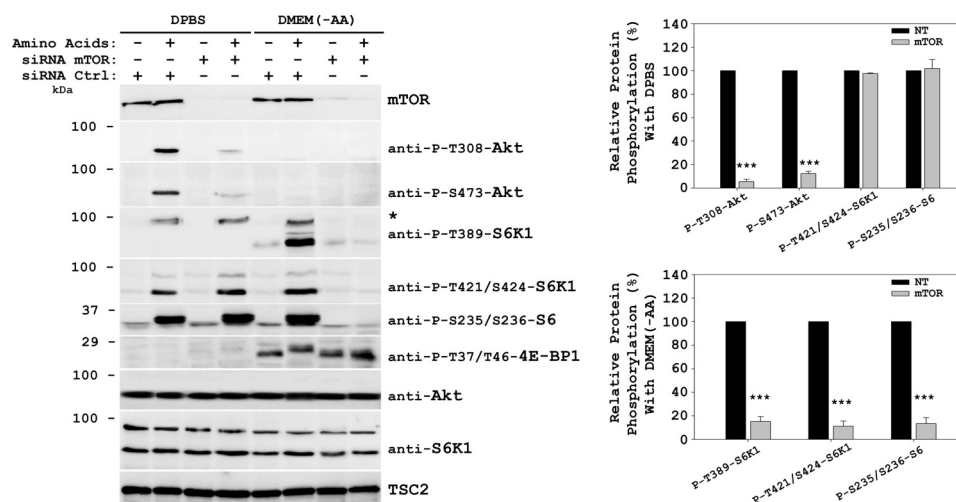 DPBS DMEM(-AA)
Amino Acids: - + - + - + - +
siRNA mTOR: - - + + - - + +
siRNA Ctrl: + + - - + + - -
kDa
mTOR
100 -
anti-P-T308-Akt
anti-P-S473-Akt
100 - *
anti-P-T389-S6K1
anti-P-T421/S424-S6K1
37 -
anti-P-S235/S236-S6
29 -
anti-P-T37/T46-4E-BP1
100 -
anti-Akt
100 -
anti-S6K1
TSC2
Relative Protein
Phosphorylation (%)
With DPBS
140
120
100
80
60
40
20
0
NT
mTOR
*** ***
P-T308-Akt
P-S473-Akt
P-T421/S424-S6K1
P-S235/S236-S6
Relative Protein
Phosphorylation (%)
With DMEM(-AA)
140
120
100
80
60
40
20
0
NT
mTOR
*** *** ***
P-T389-S6K1
P-T421/S424-S6K1
P-S235/S236-S6